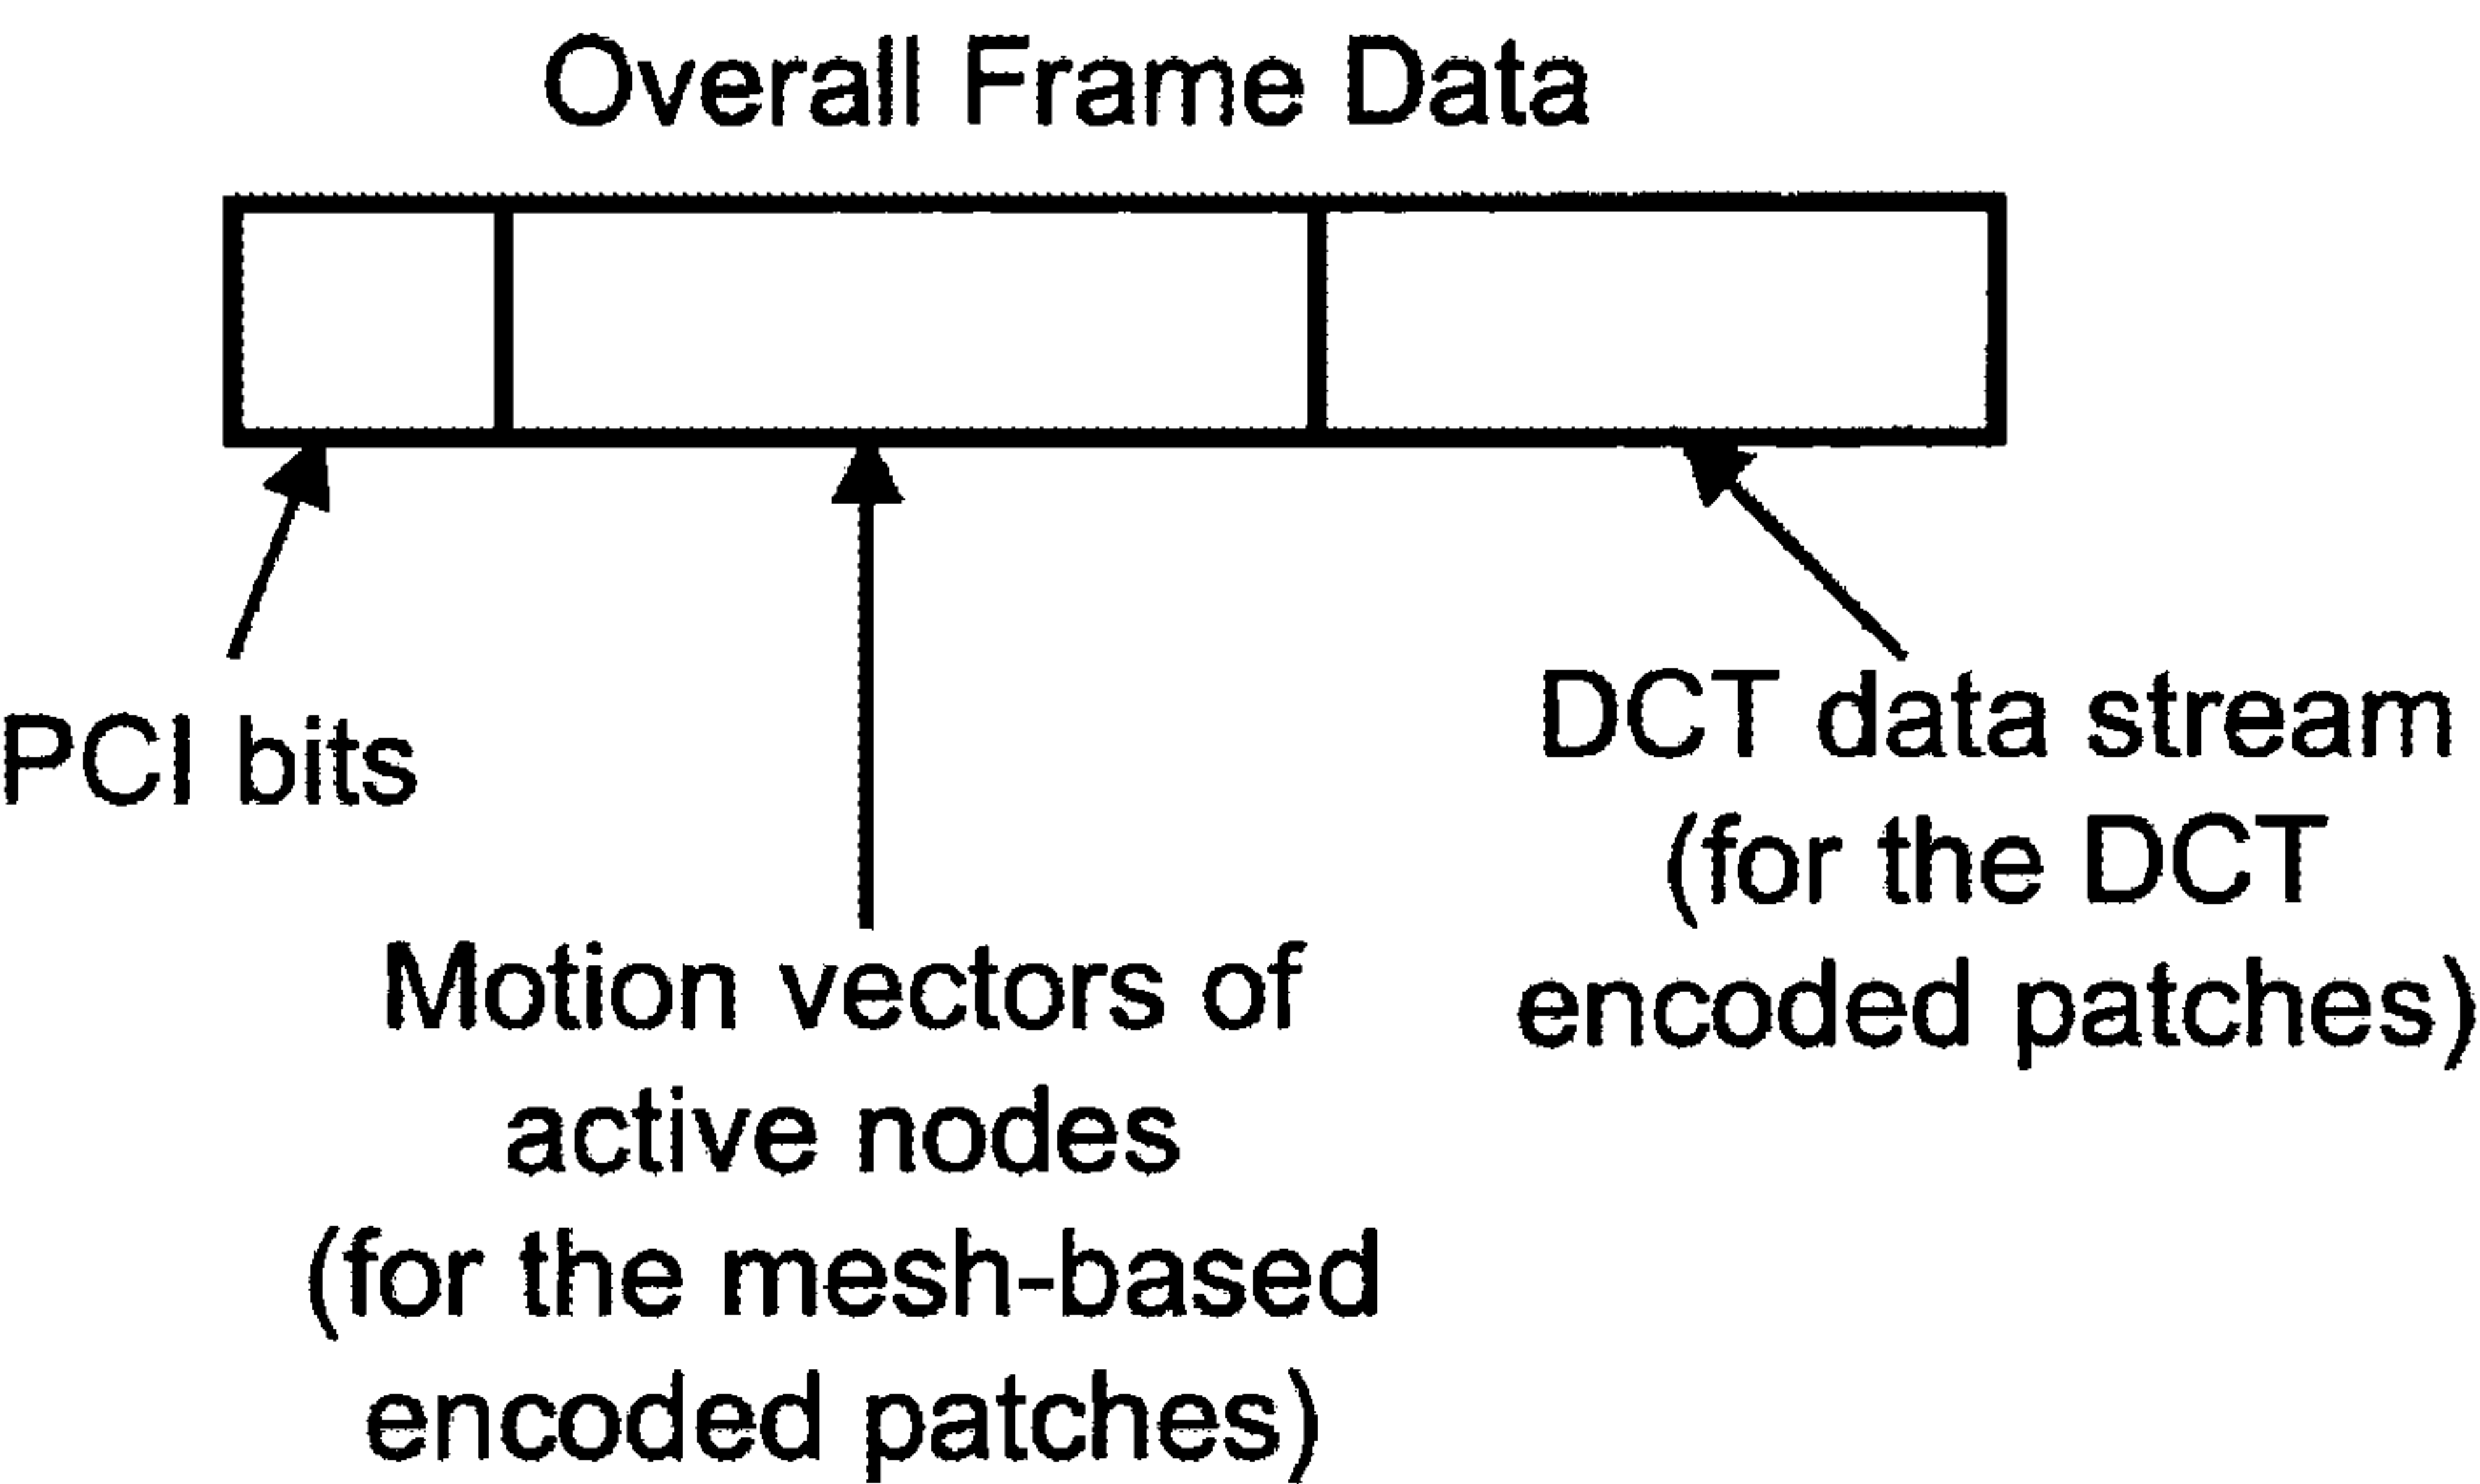 Overall Frame Data
PCI bits
Motion vectors of
active nodes
(for the mesh-based
encoded patches)
DCT data stream
(for the DCT
encoded patches)